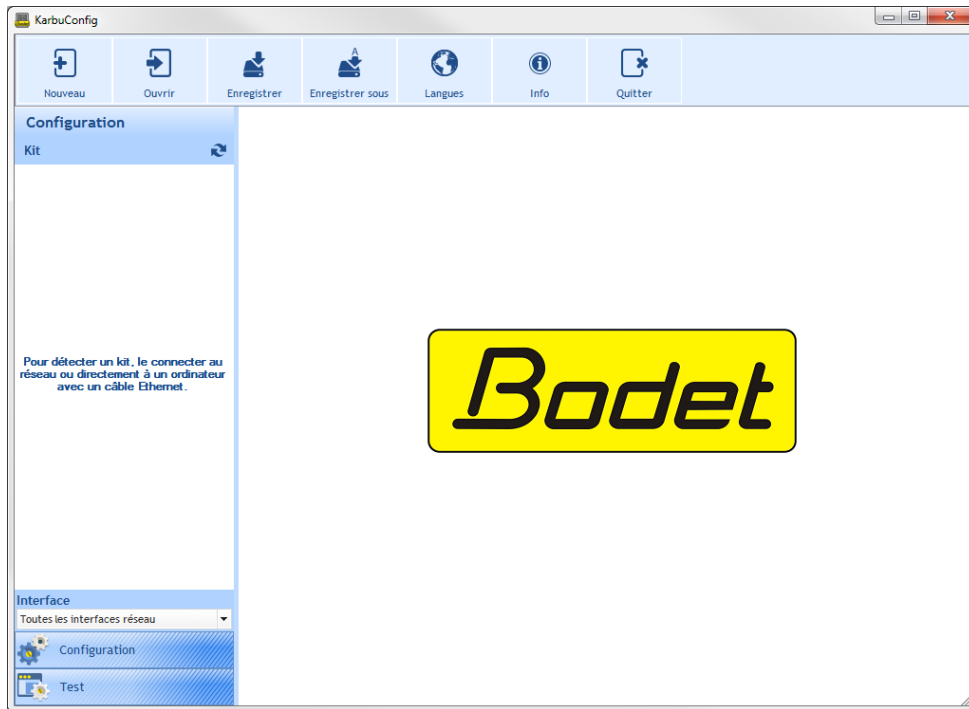 KarbuConfig
Nouveau
Ouvrir
Enregistrer
A
Enregistrer sous
Langues
Info
Quitter
Configuration
Kit
Pour détecter un kit, le connecter au
réseau ou directement à un ordinateur
avec un câble Ethernet.
Bodet
Interface
Toutes les interfaces réseau
Configuration
Test